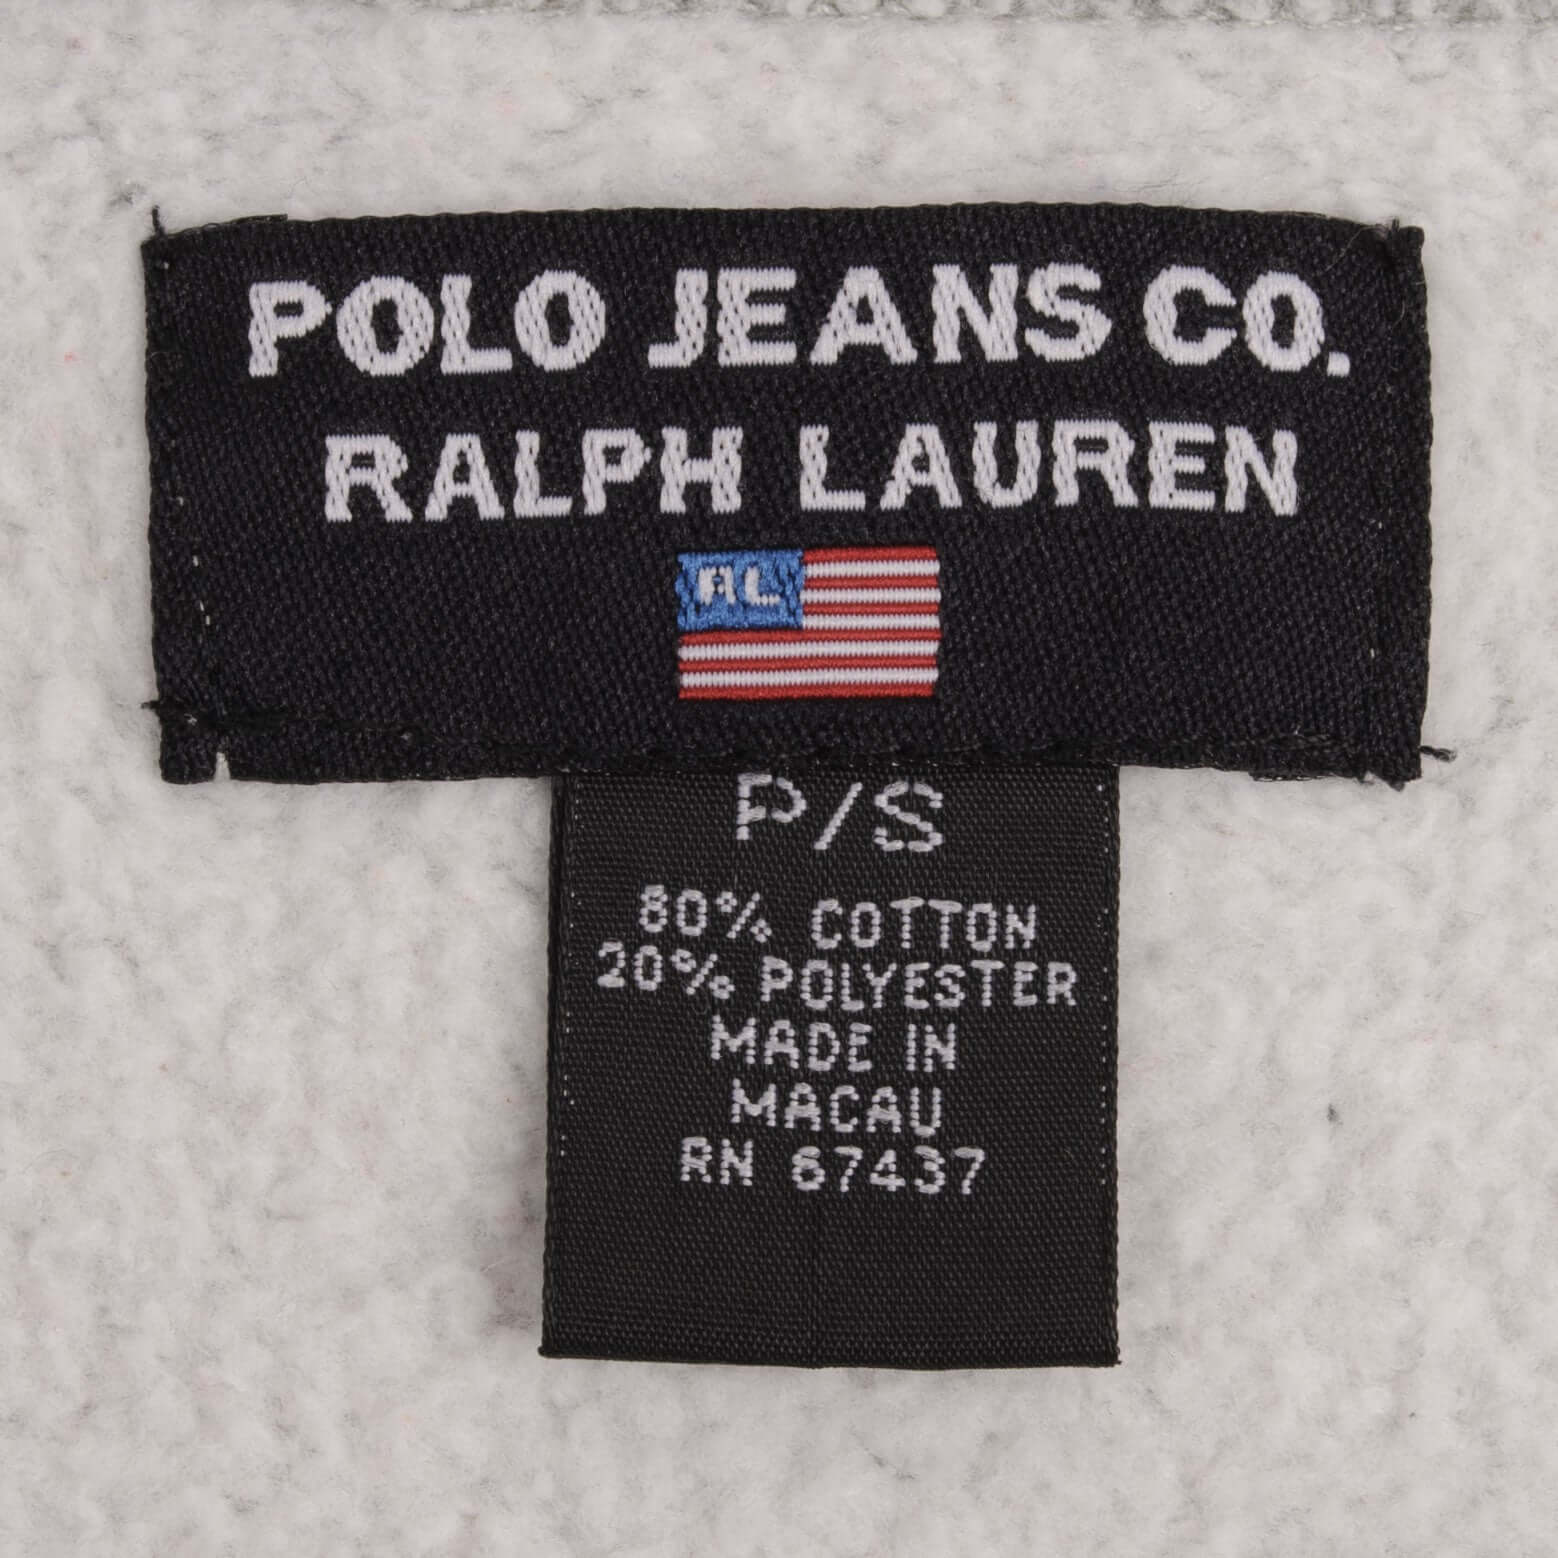 POLO JEANS CO.
RALPH LAUREN
RL
P/S
80% COTTON
20% POLYESTER
MADE IN
MACAU
RN 67437